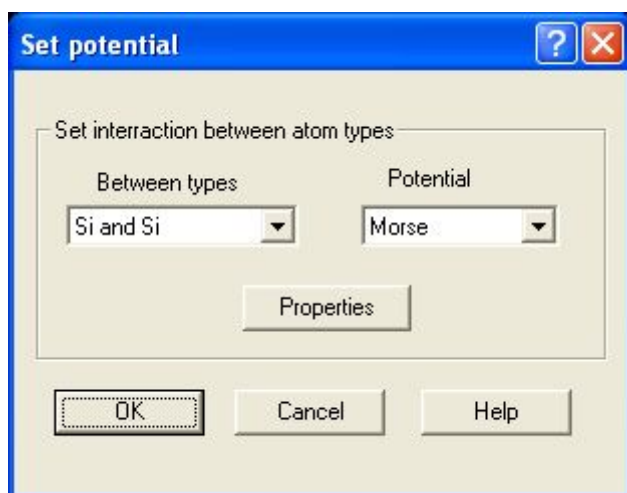 Set potential
?
Set interraction between atom types
Between types Potential
Si and Si Morse
Properties
OK Cancel Help